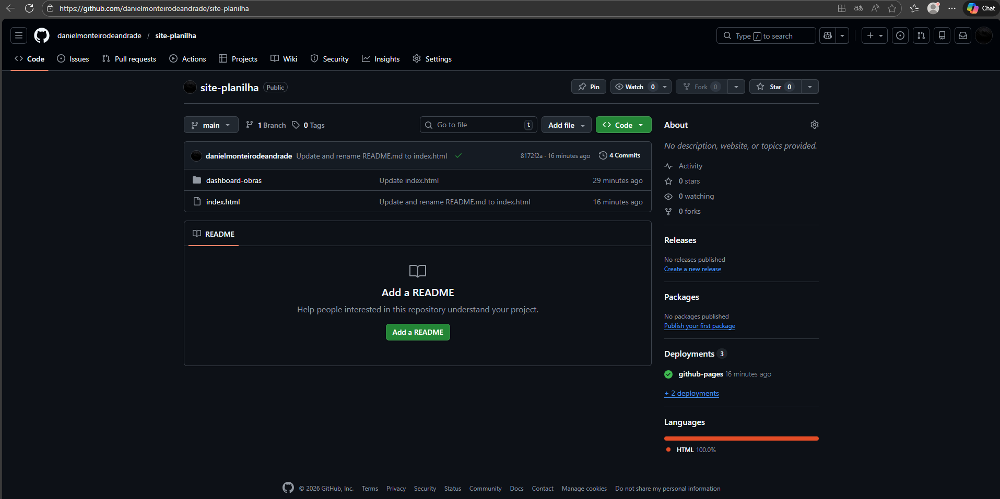 https://github.com/danielmonteirodeandrade/site-planilha
Chat
danielmonteirodeandrade / site-planilha
Type / to search
Code Issues Pull requests Actions Projects Wiki Security Insights Settings
site-planilha Public
Pin Watch 0 Fork 0 Star 0
main 1 Branch 0 Tags Go to file t Add file Code
danielmonteirodeandrade Update and rename README.md to index.html 8172f2a · 16 minutes ago 4 Commits
dashboard-obras Update index.html 29 minutes ago
index.html Update and rename README.md to index.html 16 minutes ago
README
Add a README
Help people interested in this repository understand your project.
Add a README
About
No description, website, or topics provided.
Activity
0 stars
0 watching
0 forks
Releases
No releases published
Create a new release
Packages
No packages published
Publish your first package
Deployments 3
github-pages 16 minutes ago
+ 2 deployments
Languages
HTML 100.0%
© 2026 GitHub, Inc. Terms Privacy Security Status Community Docs Contact Manage cookies Do not share my personal information